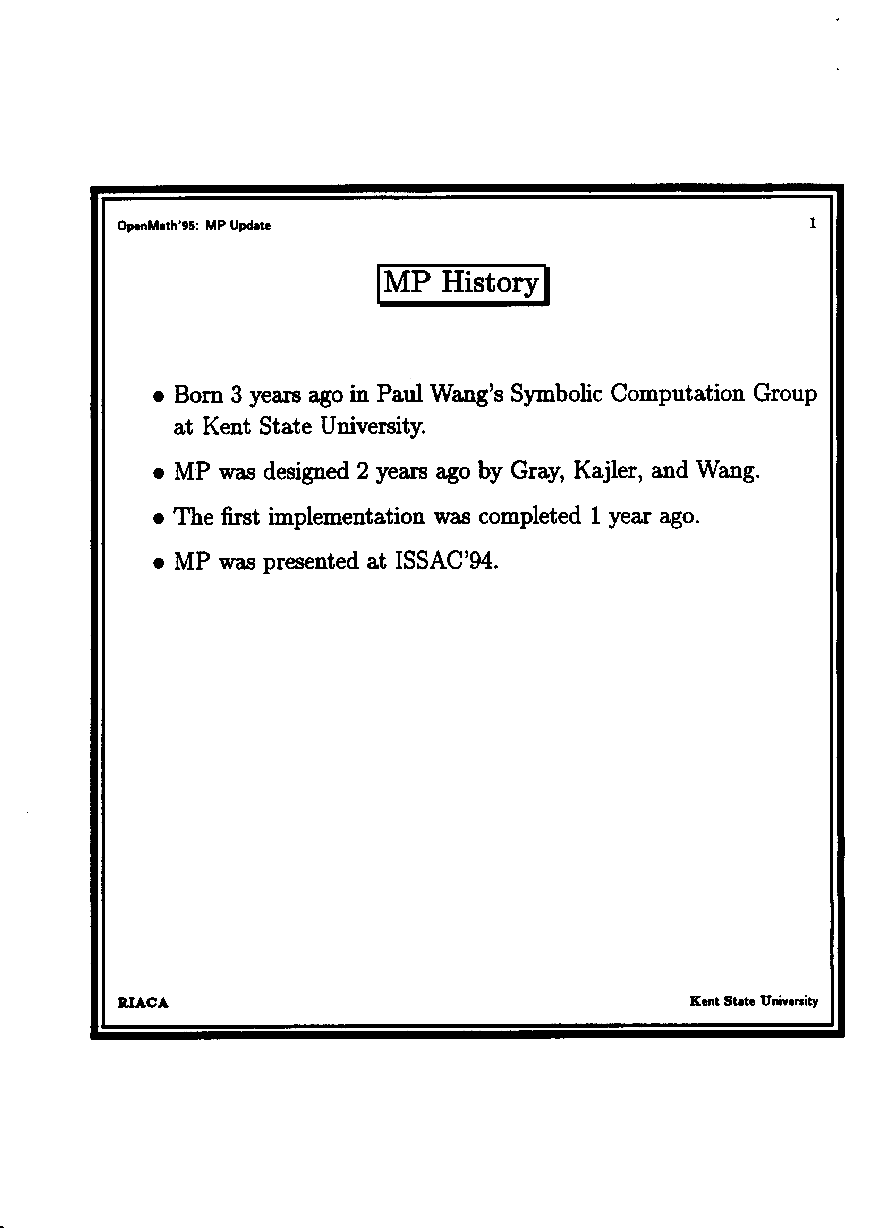 OpenMath'95: MP Update 1
MP History
• Born 3 years ago in Paul Wang's Symbolic Computation Group
at Kent State University.
• MP was designed 2 years ago by Gray, Kajler, and Wang.
• The first implementation was completed 1 year ago.
• MP was presented at ISSAC'94.
RIACA Kent State University